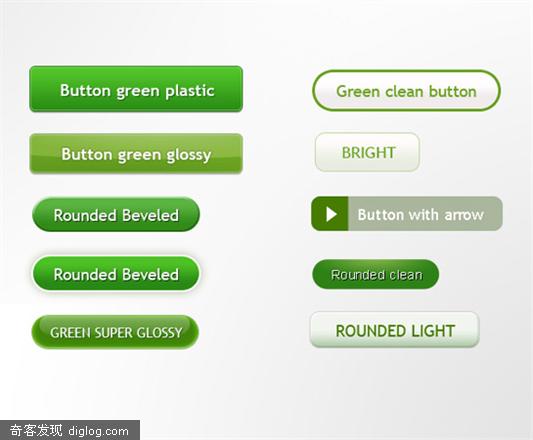 Button green plastic
Green clean button
Button green glossy
BRIGHT
Rounded Beveled
Button with arrow
Rounded Beveled
Rounded clean
GREEN SUPER GLOSSY
ROUNDED LIGHT
奇客发现 diglog.com